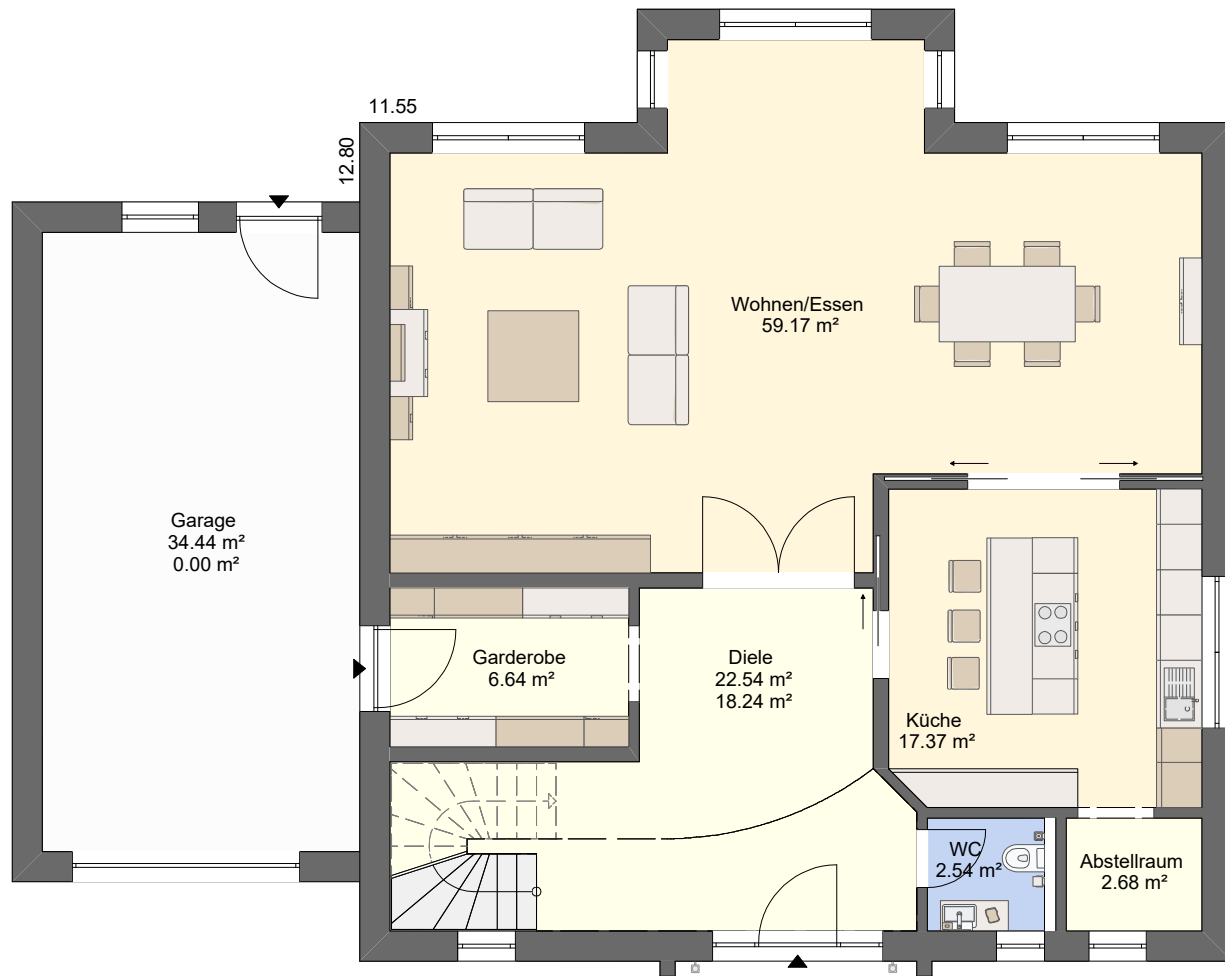 11.55
12.80
Wohnen/Essen
59.17 m²
Garage
34.44 m²
0.00 m²
Garderobe
6.64 m²
Diele
22.54 m²
18.24 m²
Küche
17.37 m²
WC
2.54 m²
Abstellraum
2.68 m²